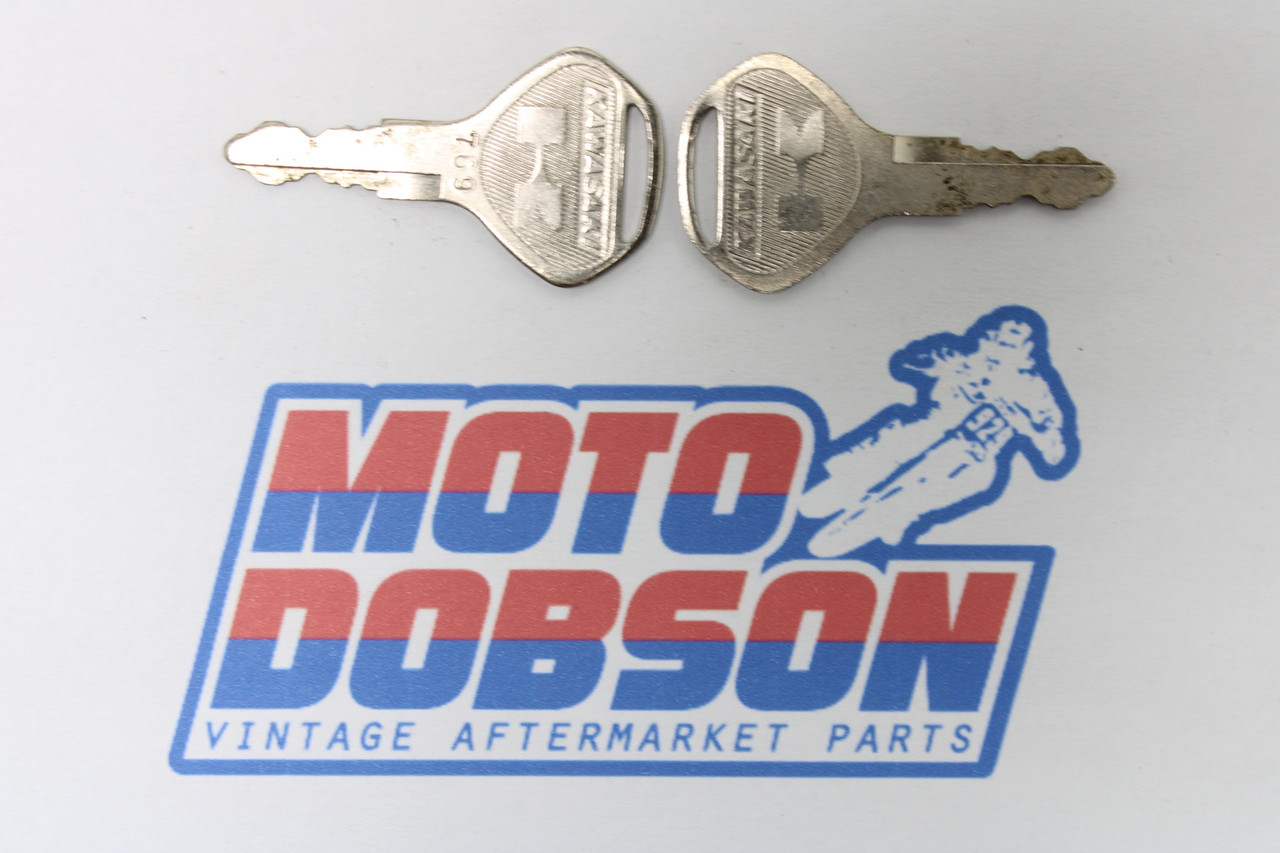 KAWASAKI
769
KAWASAKI
MOTO
DOBSON
VINTAGE AFTERMARKET PARTS